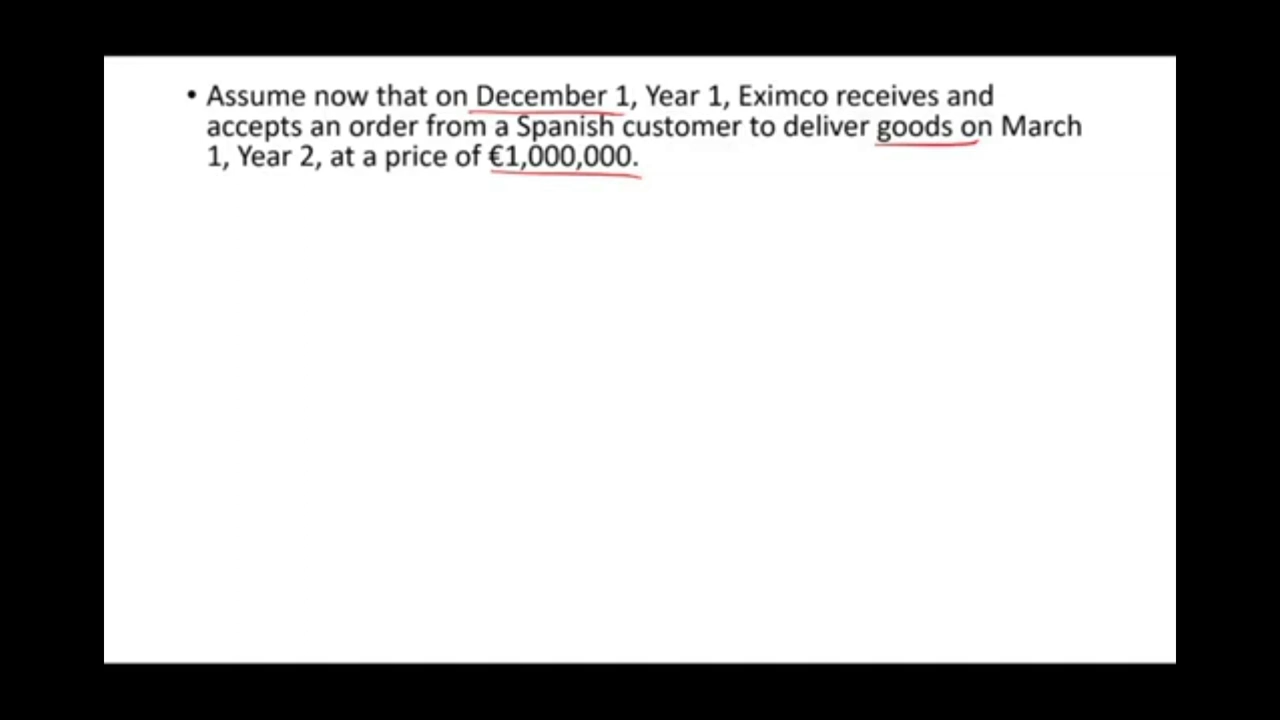 • Assume now that on December 1, Year 1, Eximco receives and
accepts an order from a Spanish customer to deliver goods on March
1, Year 2, at a price of €1,000,000.